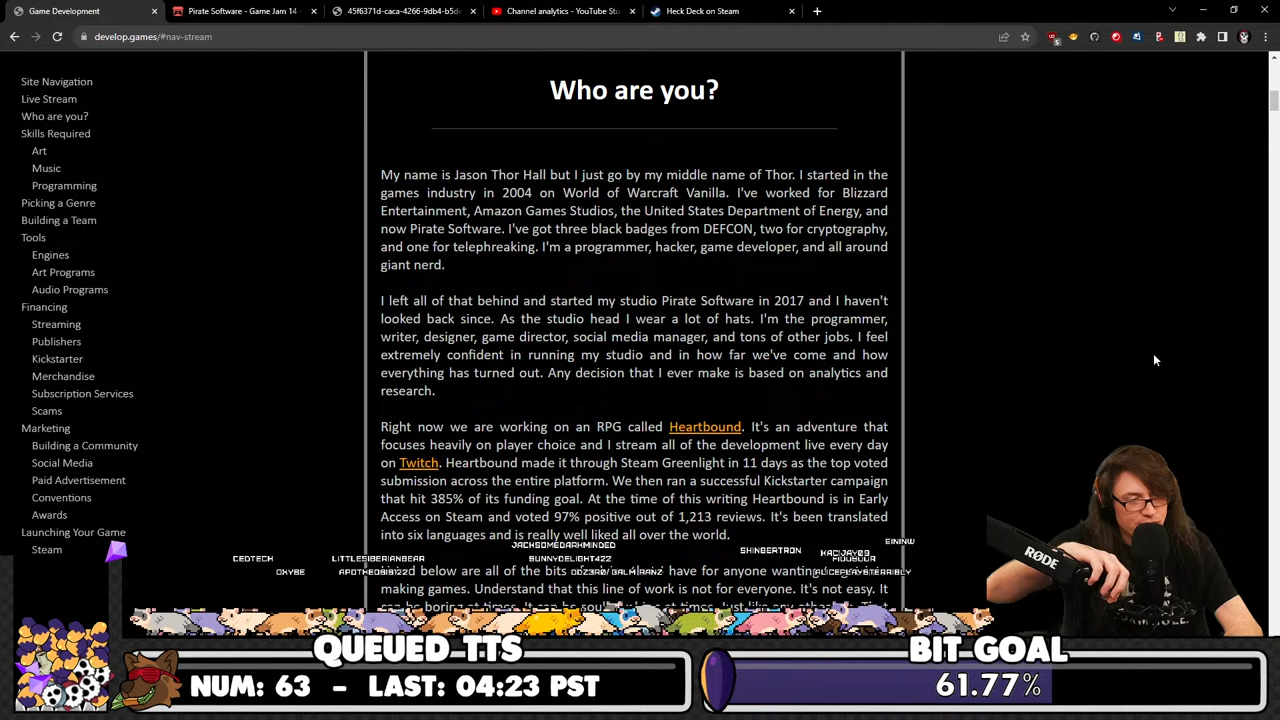 Game Development
Pirate Software - Game Jam 14 -
45f6371d-caca-4266-9db4-b5de
Channel analytics - YouTube Stu
Heck Deck on Steam
develop.games/#nav-stream
Site Navigation
Live Stream
Who are you?
Skills Required
Art
Music
Programming
Picking a Genre
Building a Team
Tools
Engines
Art Programs
Audio Programs
Financing
Streaming
Publishers
Kickstarter
Merchandise
Subscription Services
Scams
Marketing
Building a Community
Social Media
Paid Advertisement
Conventions
Awards
Launching Your Game
Steam
Who are you?
My name is Jason Thor Hall but I just go by my middle name of Thor. I started in the
games industry in 2004 on World of Warcraft Vanilla. I've worked for Blizzard
Entertainment, Amazon Games Studios, the United States Department of Energy, and
now Pirate Software. I've got three black badges from DEFCON, two for cryptography,
and one for telephreaking. I'm a programmer, hacker, game developer, and all around
giant nerd.
I left all of that behind and started my studio Pirate Software in 2017 and I haven't
looked back since. As the studio head I wear a lot of hats. I'm the programmer,
writer, designer, game director, social media manager, and tons of other jobs. I feel
extremely confident in running my studio and in how far we've come and how
everything has turned out. Any decision that I ever make is based on analytics and
research.
Right now we are working on an RPG called Heartbound. It's an adventure that
focuses heavily on player choice and I stream all of the development live every day
on Twitch. Heartbound made it through Steam Greenlight in 11 days as the top voted
submission across the entire platform. We then ran a successful Kickstarter campaign
that hit 385% of its funding goal. At the time of this writing Heartbound is in Early
Access on Steam and voted 97% positive out of 1,213 reviews. It's been translated
into six languages and is really well liked all over the world.
below are all of the bits have for anyone wanting
making games. Understand that this line of work is not for everyone. It's not easy. It
JACKSOMEDARHMINDED
EININW
SHINBERTRON
CEDTECH
LITTLESIBERIANBEAR
BUNNYDELIGHT422
OXYBE
RODE
QUEUED TTS
NUM: 63 - LAST: 04:23 PST
BIT GOAL
61.77%